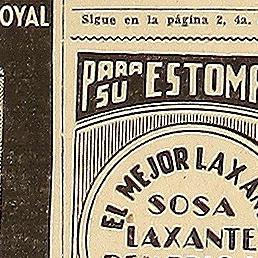 OYAL
Sigue en la página 2, 4a.
PARA SU ESTOMA
EL MEJOR LAXAN
SOSA
LAXANTE